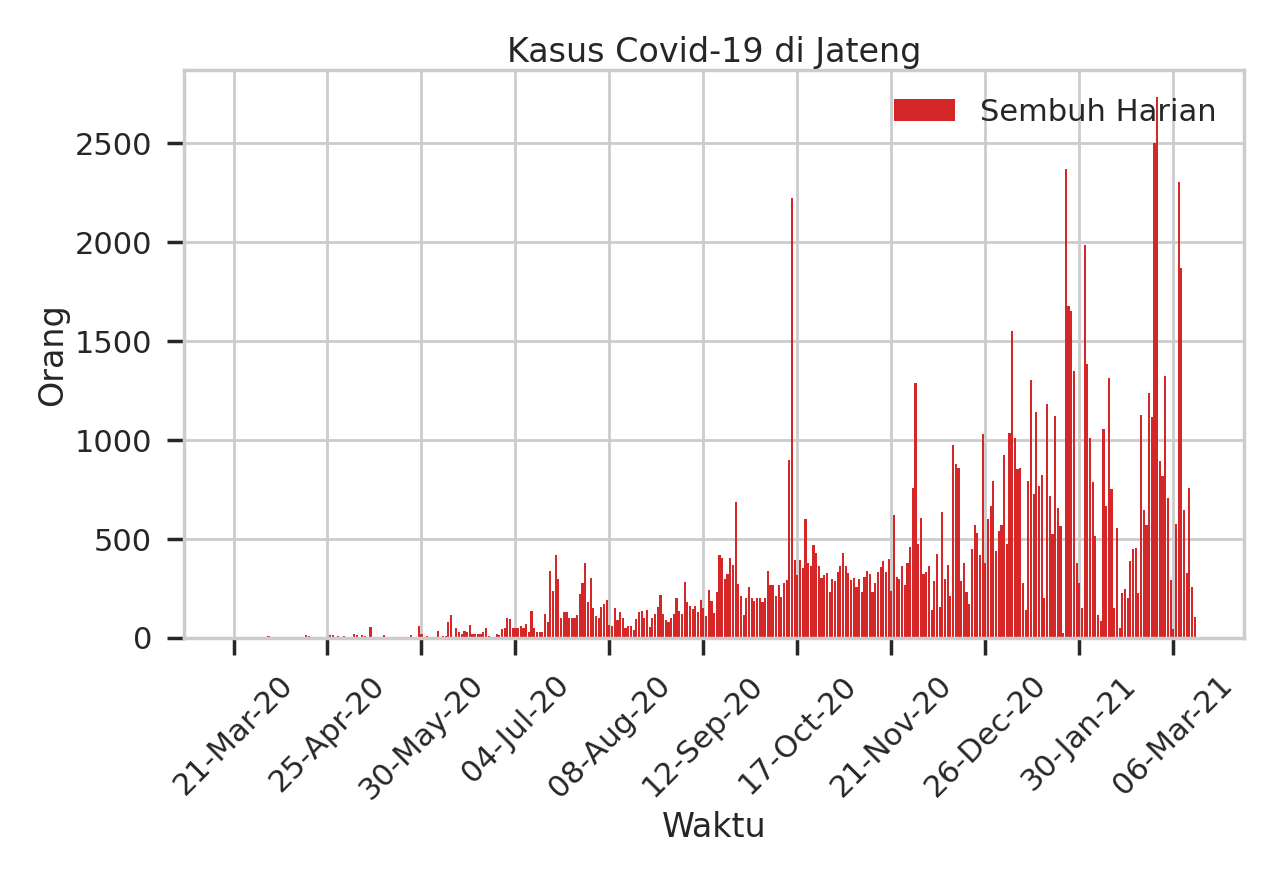 Kasus Covid-19 di Jateng
Sembuh Harian
Orang
2500
2000
1500
1000
500
0
21-Mar-20
25-Apr-20
30-May-20
04-Jul-20
08-Aug-20
12-Sep-20
17-Oct-20
21-Nov-20
26-Dec-20
30-Jan-21
06-Mar-21
Waktu